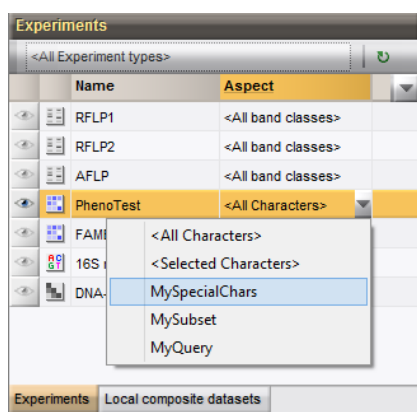 Experiments
<All Experiment types>
Name Aspect
RFLP1 <All band classes>
RFLP2 <All band classes>
AFLP <All band classes>
PhenoTest <All Characters>
<All Characters>
<Selected Characters>
MySpecialChars
MySubset
MyQuery
16S
Experiments Local composite datasets